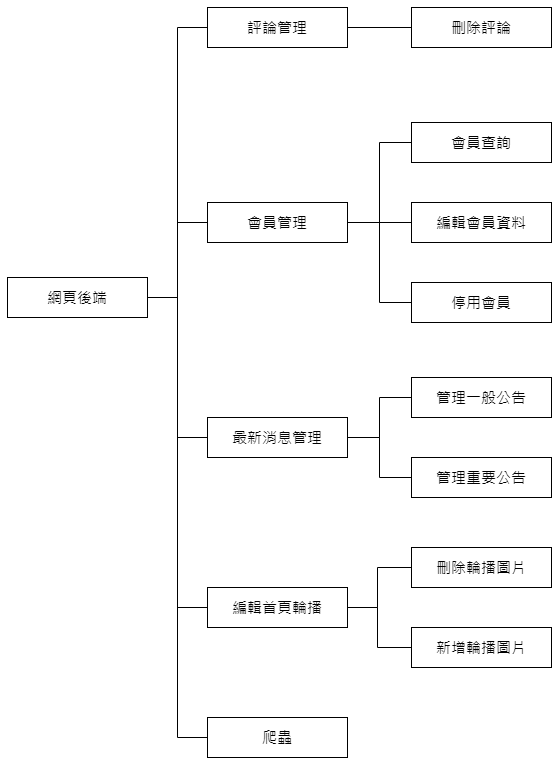 網頁後端
評論管理
刪除評論
會員管理
會員查詢
編輯會員資料
停用會員
最新消息管理
管理一般公告
管理重要公告
編輯首頁輪播
刪除輪播圖片
新增輪播圖片
爬蟲